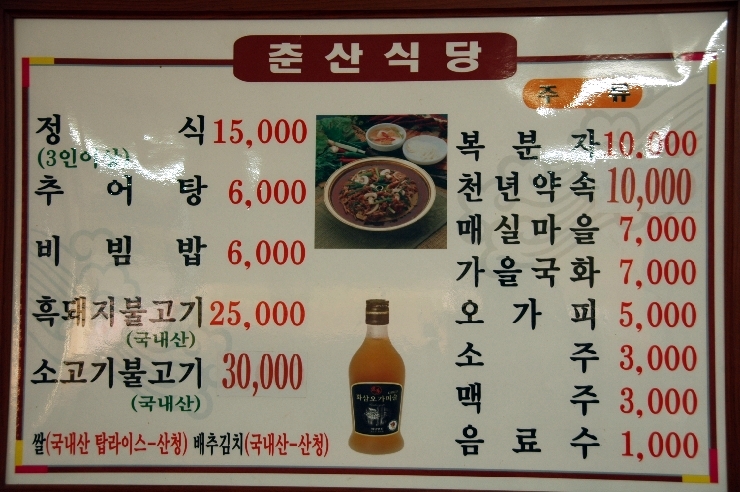 춘산식당
정식 15,000
(3인이상)
추어탕 6,000
비빔밥 6,000
흑돼지불고기 25,000
(국내산)
소고기불고기 30,000
(국내산)
쌀(국내산 탑라이스-산청) 배추김치(국내산-산청)
주류
복분자 10,000
천년약속 10,000
매실마을 7,000
가을국화 7,000
오가피 5,000
소주 3,000
맥주 3,000
음료수 1,000